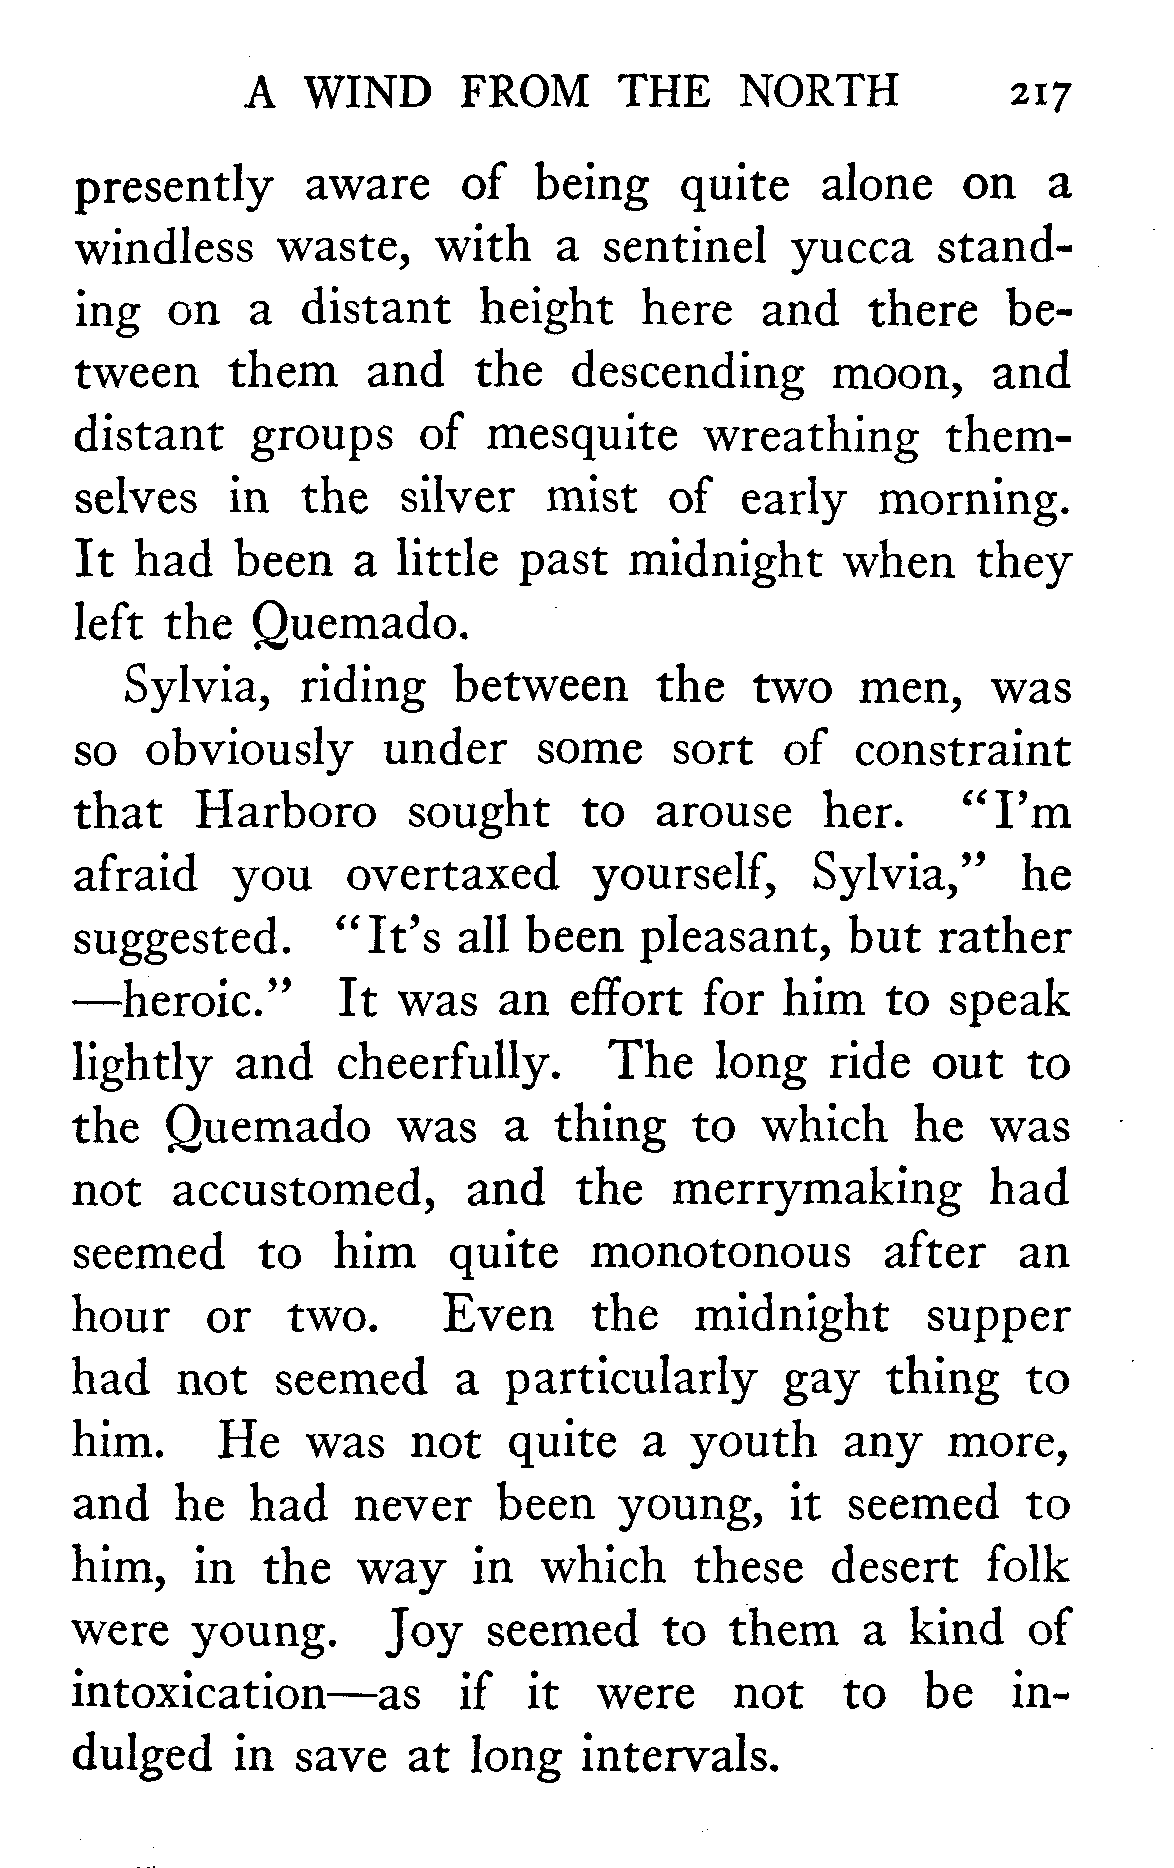 A WIND FROM THE NORTH 217
presently aware of being quite alone on a
windless waste, with a sentinel yucca stand-
ing on a distant height here and there be-
tween them and the descending moon, and
distant groups of mesquite wreathing them-
selves in the silver mist of early morning.
It had been a little past midnight when they
left the Quemado.
Sylvia, riding between the two men, was
so obviously under some sort of constraint
that Harboro sought to arouse her. "I'm
afraid you overtaxed yourself, Sylvia," he
suggested. "It's all been pleasant, but rather
—heroic." It was an effort for him to speak
lightly and cheerfully. The long ride out to
the Quemado was a thing to which he was
not accustomed, and the merrymaking had
seemed to him quite monotonous after an
hour or two. Even the midnight supper
had not seemed a particularly gay thing to
him. He was not quite a youth any more,
and he had never been young, it seemed to
him, in the way in which these desert folk
were young. Joy seemed to them a kind of
intoxication—as if it were not to be in-
dulged in save at long intervals.